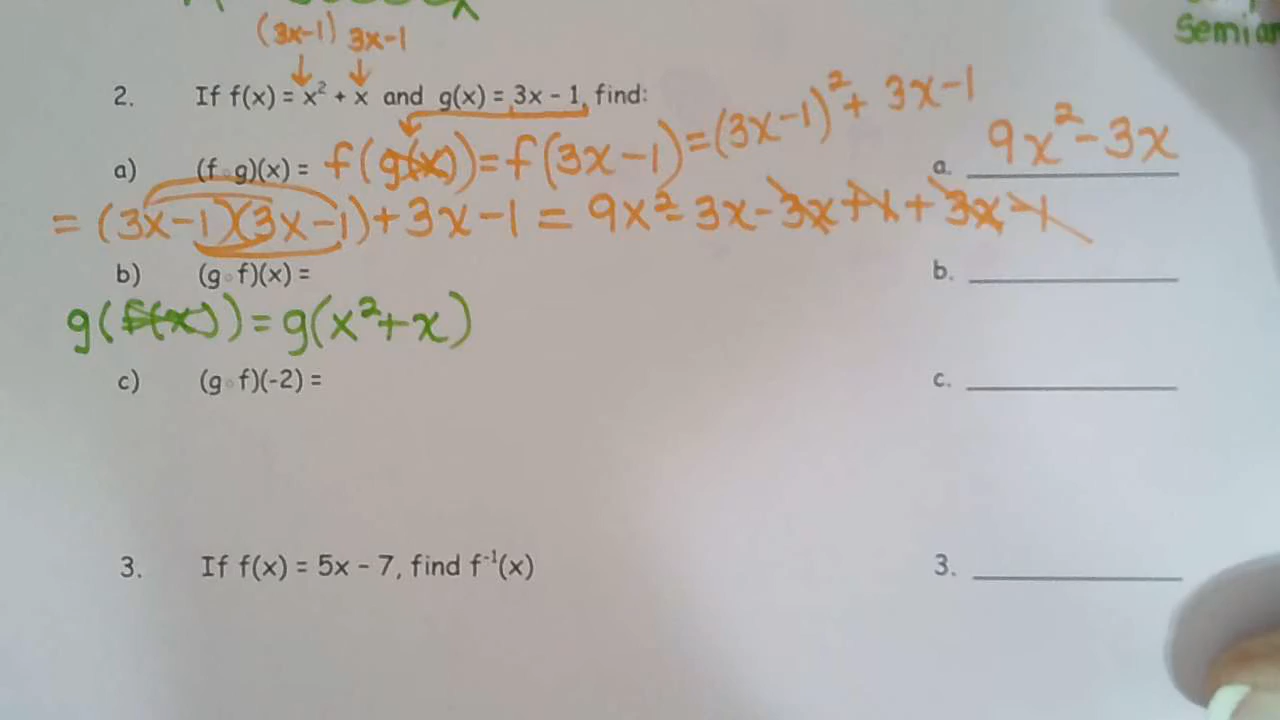 (3x-1) 3x-1
Semiar
2. If f(x) = x² + x and g(x) = 3x - 1, find:
a) (f∘g)(x) = f(g(x)) = f(3x-1) = (3x-1)² + 3x-1
a. 9x²-3x
= (3x-1)(3x-1)+3x-1 = 9x²-3x-3x+1+3x-1
b) (g∘f)(x) =
b.
g(f(x)) = g(x²+x)
c) (g∘f)(-2) =
c.
3. If f(x) = 5x - 7, find f⁻¹(x)
3.